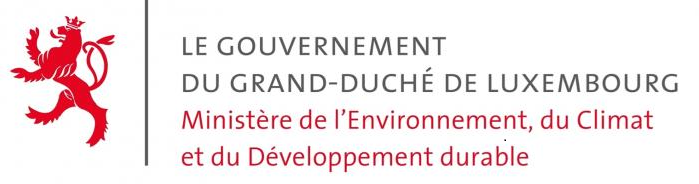 LE GOUVERNEMENT
DU GRAND-DUCHÉ DE LUXEMBOURG
Ministère de l’Environnement, du Climat
et du Développement durable